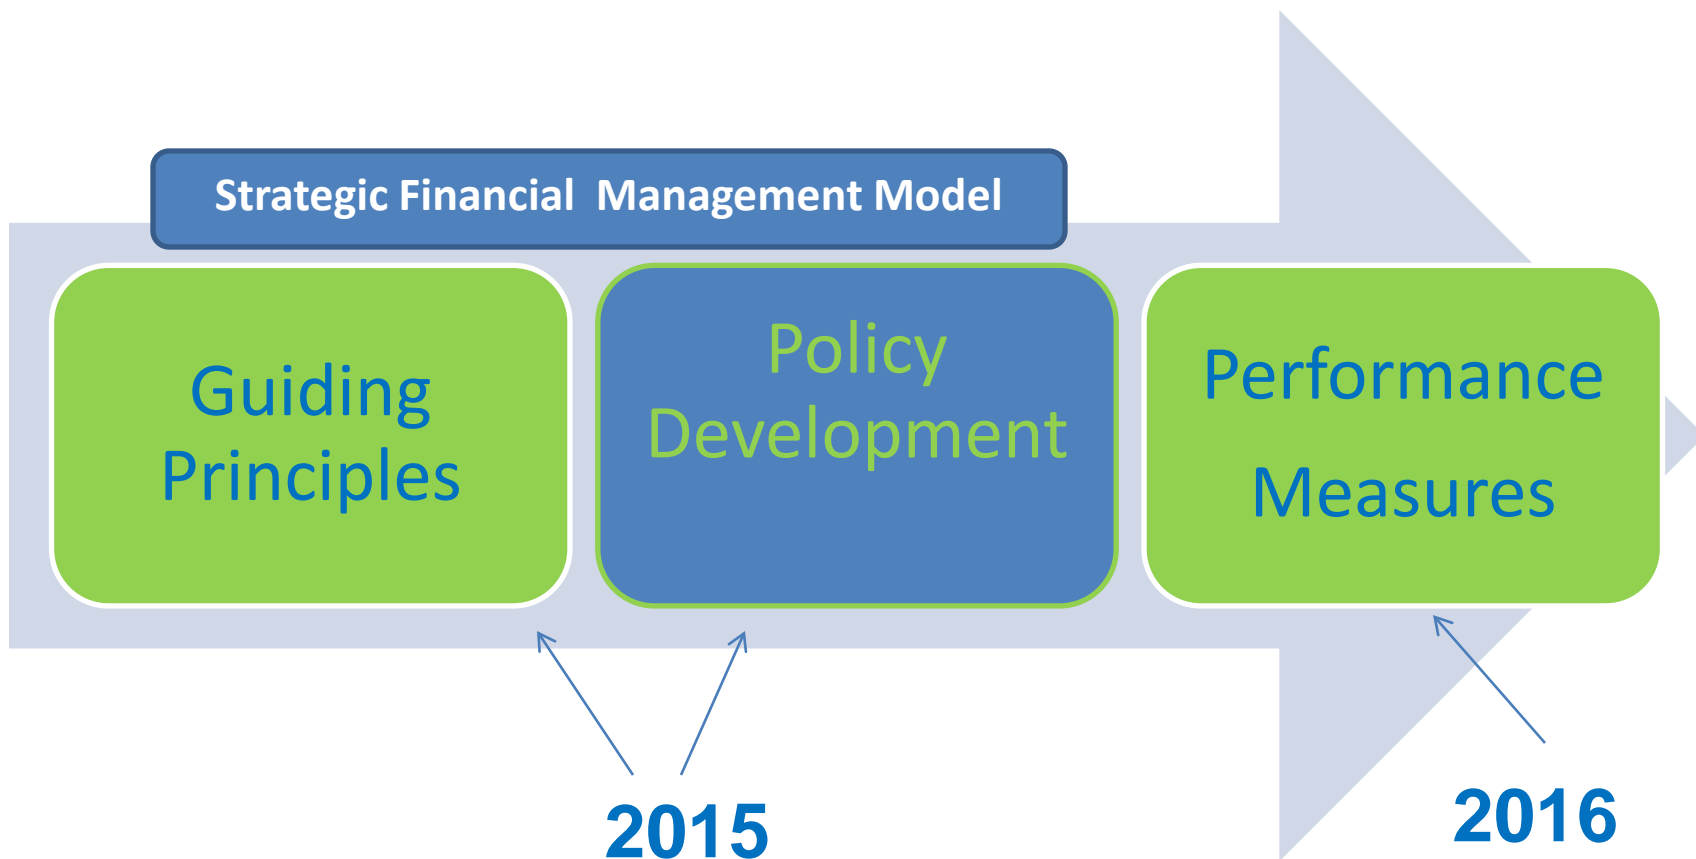 Strategic Financial  Management Model
Guiding
Principles
Policy
Development
Performance
Measures
2015
2016